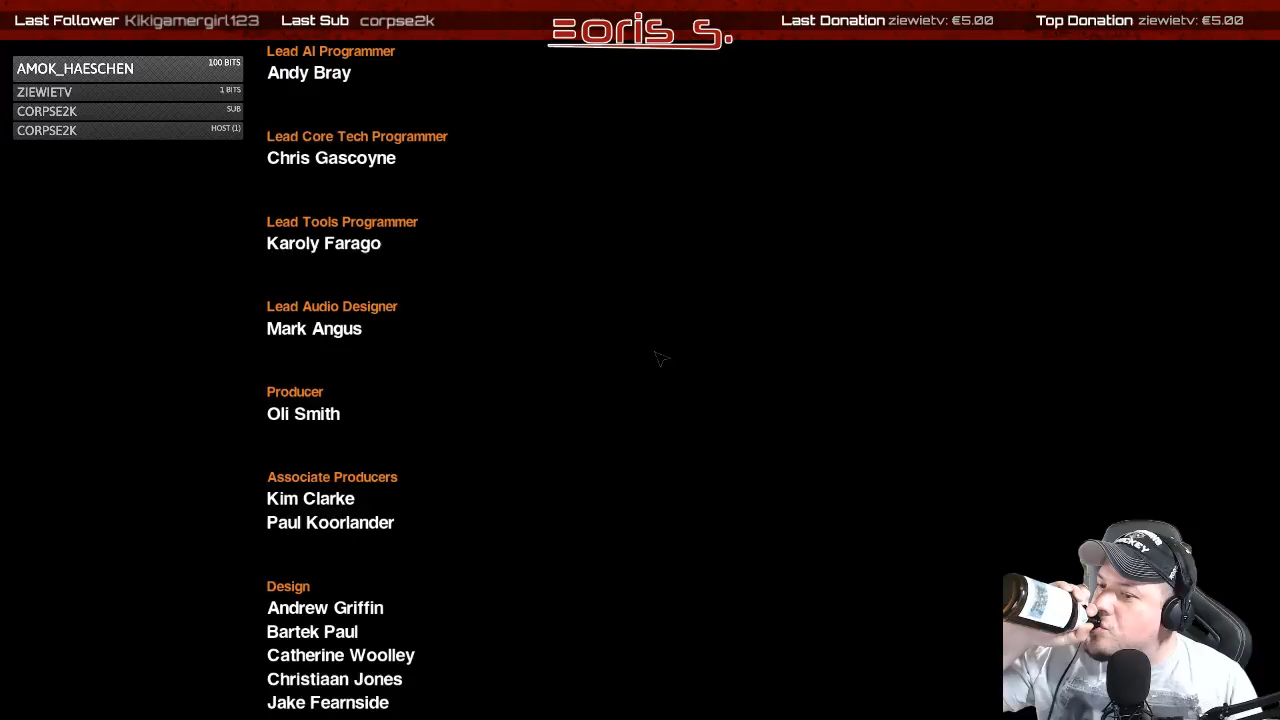 Last Follower Kikigamergirl123 Last Sub corpse2k Boris S. Last Donation ziewietv: €5.00 Top Donation ziewietv: €5.00
AMOK_HAESCHEN 100 BITS
ZIEWIETV 1 BITS
CORPSE2K SUB
CORPSE2K HOST (1)
Lead AI Programmer
Andy Bray
Lead Core Tech Programmer
Chris Gascoyne
Lead Tools Programmer
Karoly Farago
Lead Audio Designer
Mark Angus
Producer
Oli Smith
Associate Producers
Kim Clarke
Paul Koorlander
Design
Andrew Griffin
Bartek Paul
Catherine Woolley
Christiaan Jones
Jake Fearnside